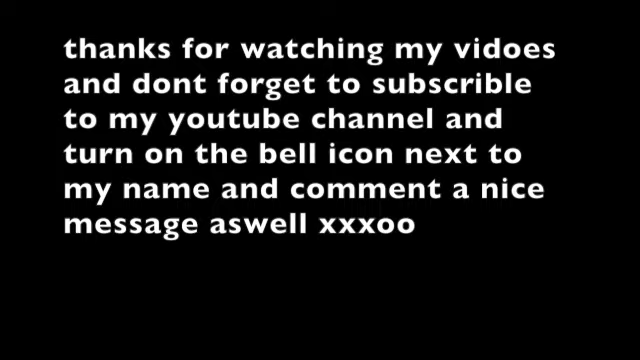 thanks for watching my vidoes
and dont forget to subscrible
to my youtube channel and
turn on the bell icon next to
my name and comment a nice
message aswell xxxoo